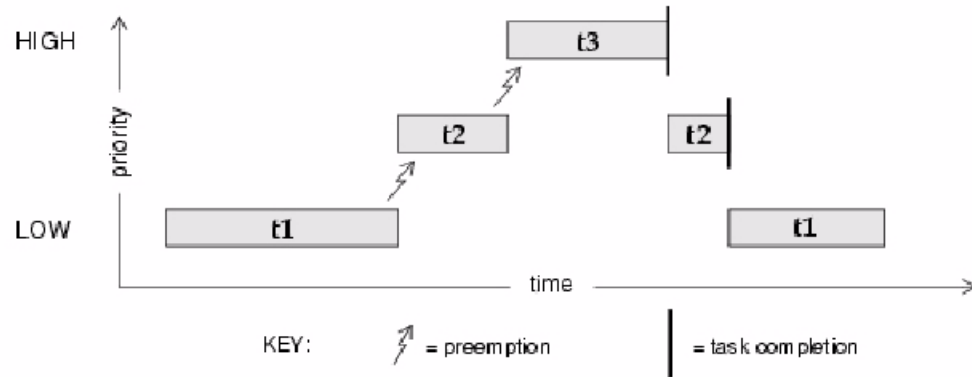 HIGH
t3
priority
t2
t2
LOW
t1
t1
time
KEY: = preemption = task completion